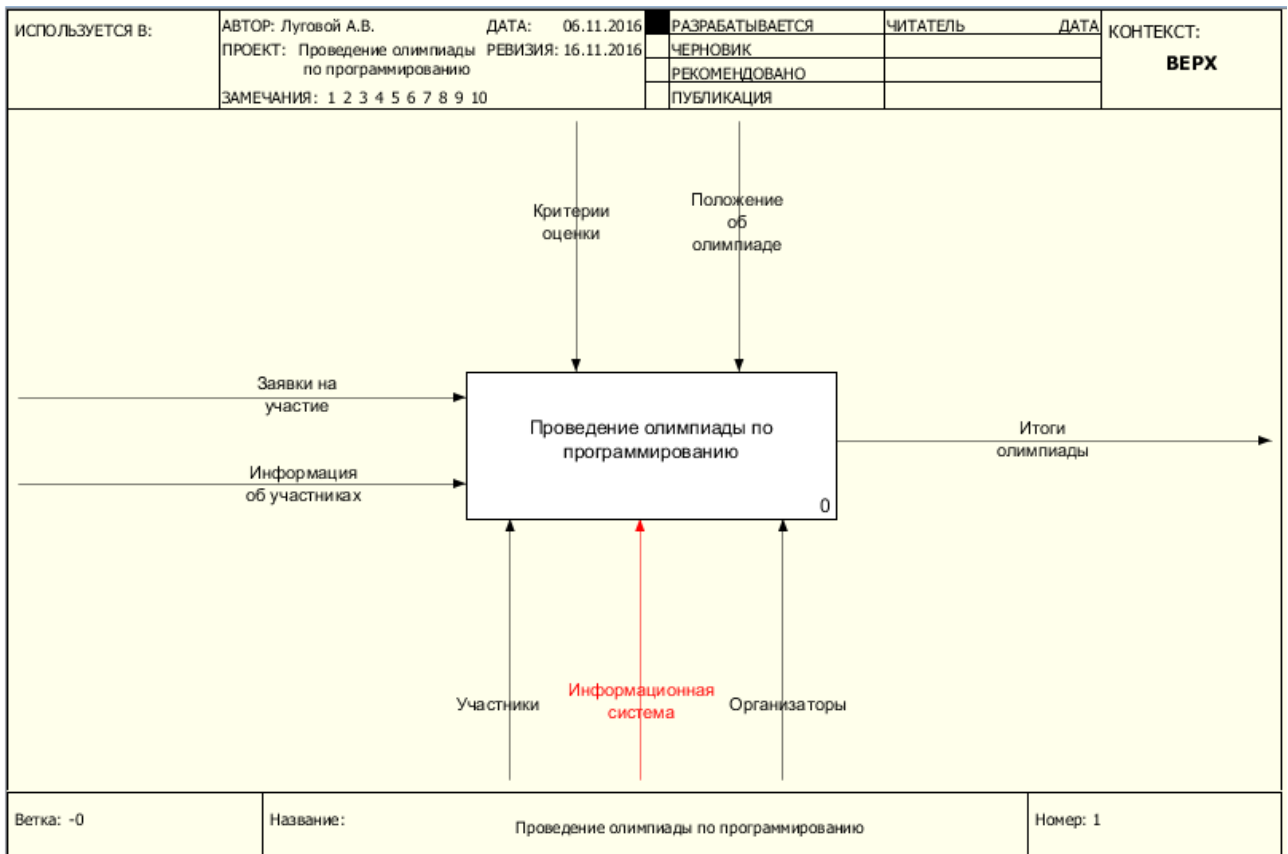 ИСПОЛЬЗУЕТСЯ В:
АВТОР: Луговой А.В.
ДАТА: 06.11.2016
ПРОЕКТ: Проведение олимпиады
по программированию
РЕВИЗИЯ: 16.11.2016
ЗАМЕЧАНИЯ: 1 2 3 4 5 6 7 8 9 10
РАЗРАБАТЫВАЕТСЯ
ЧЕРНОВИК
РЕКОМЕНДОВАНО
ПУБЛИКАЦИЯ
ЧИТАТЕЛЬ
ДАТА
КОНТЕКСТ:
ВЕРХ
Критерии
оценки
Положение
об
олимпиаде
Заявки на
участие
Информация
об участниках
Проведение олимпиады по
программированию
0
Итоги
олимпиады
Участники
Информационная
система
Организаторы
Ветка: -0
Название:
Проведение олимпиады по программированию
Номер: 1